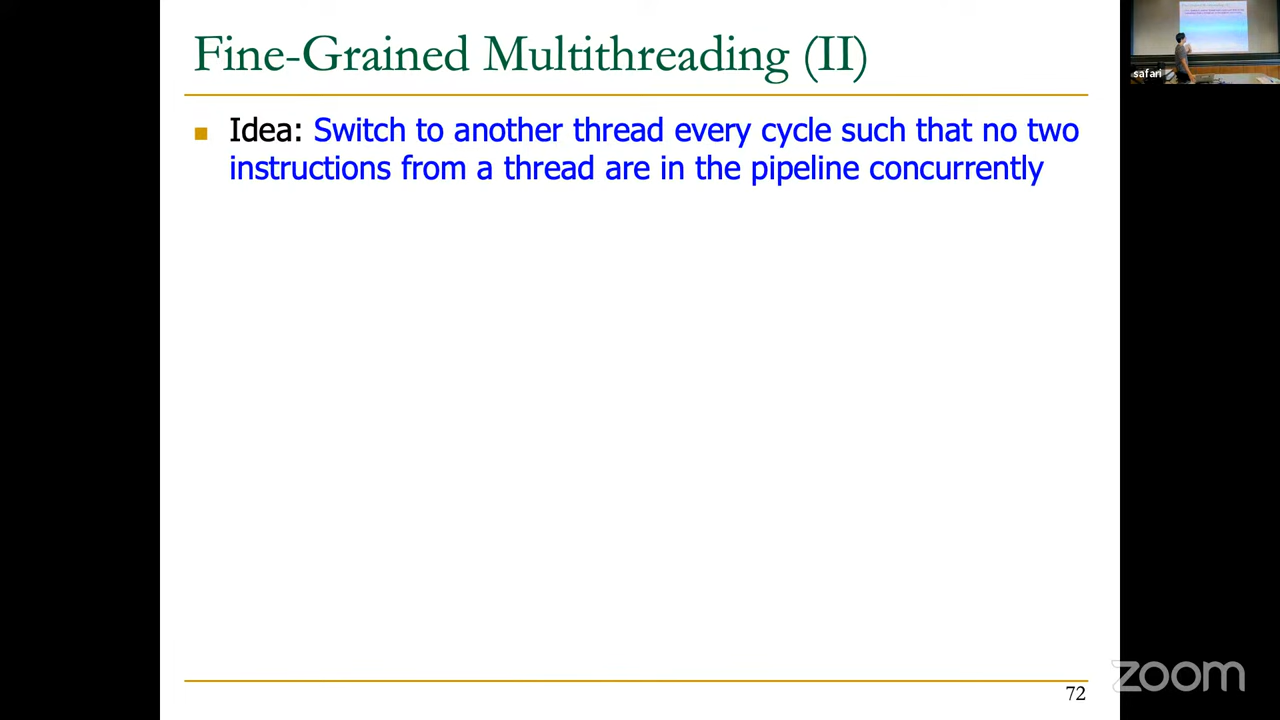 Fine-Grained Multithreading (II)
Idea: Switch to another thread every cycle such that no two
instructions from a thread are in the pipeline concurrently
72
safari
zoom